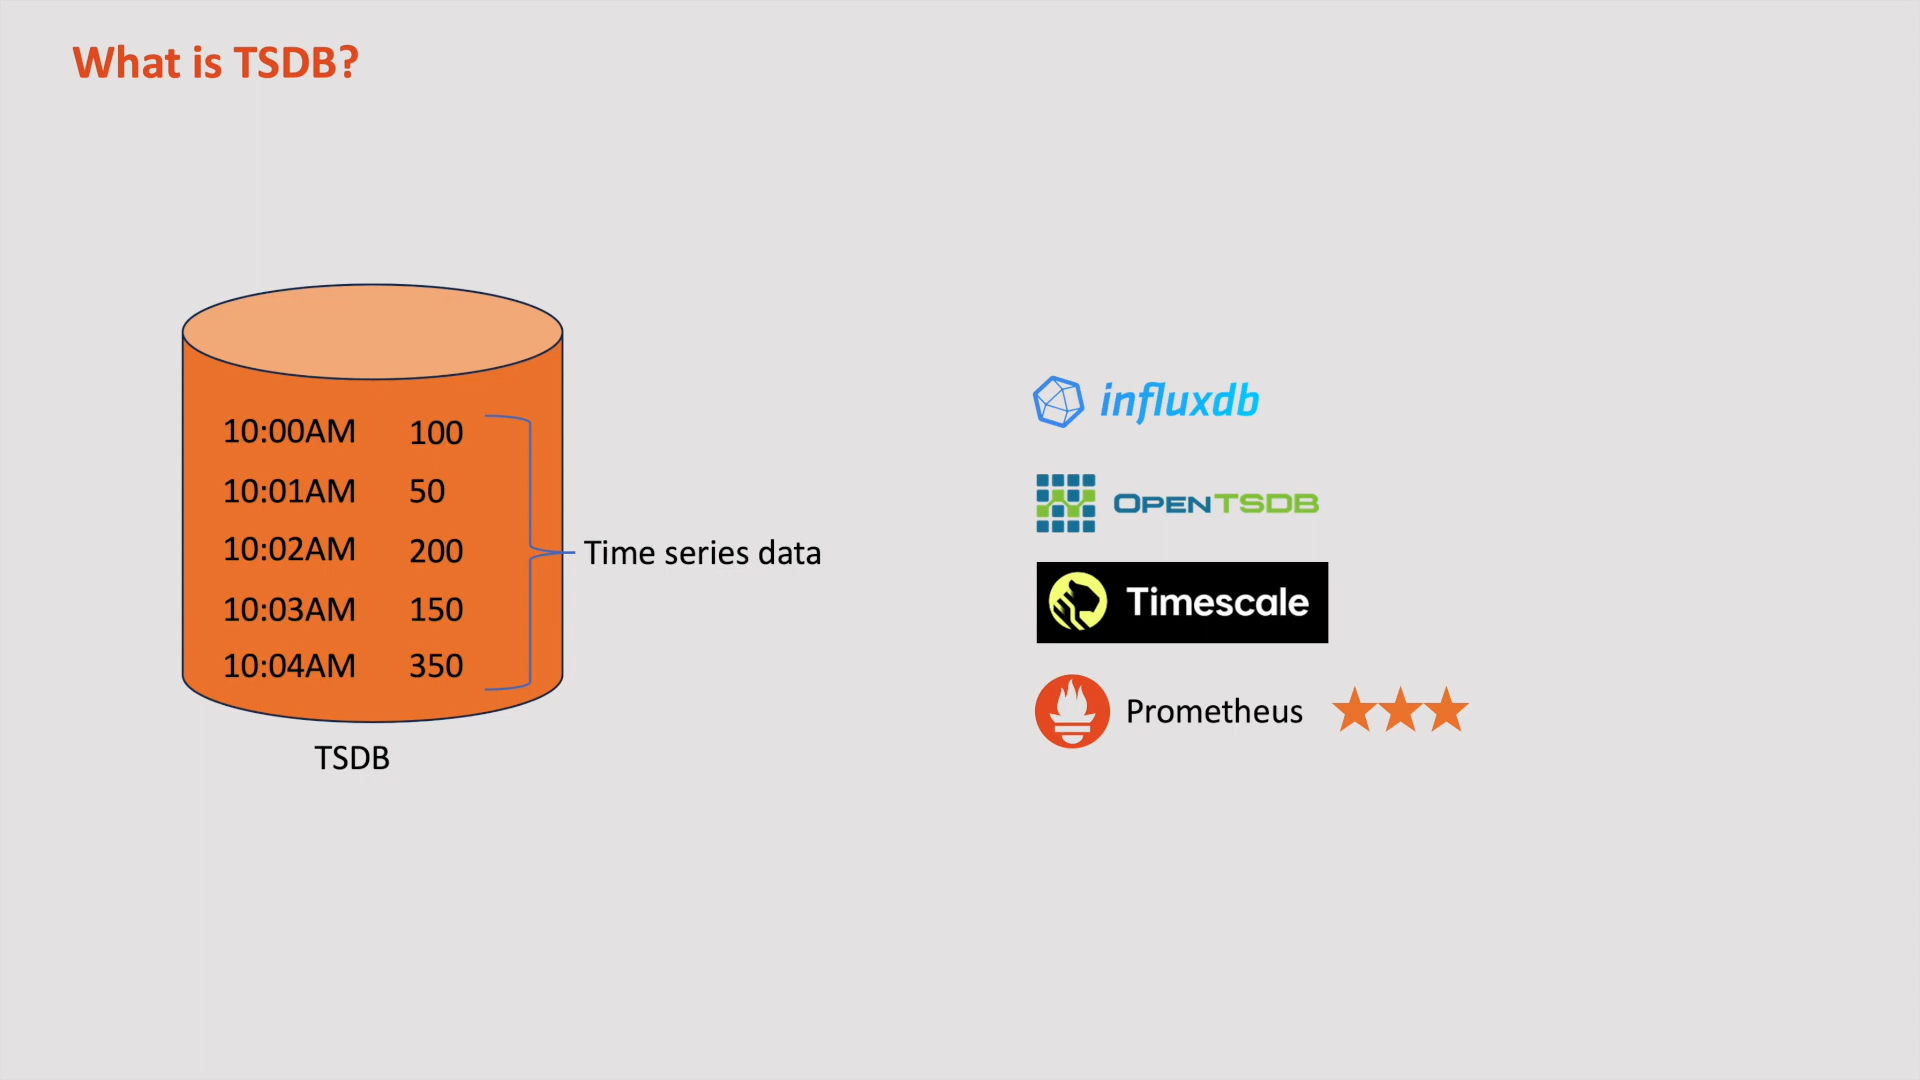 What is TSDB?
10:00AM 100
10:01AM 50
10:02AM 200
10:03AM 150
10:04AM 350
Time series data
TSDB
influxdb
OPENTSDB
Timescale
Prometheus